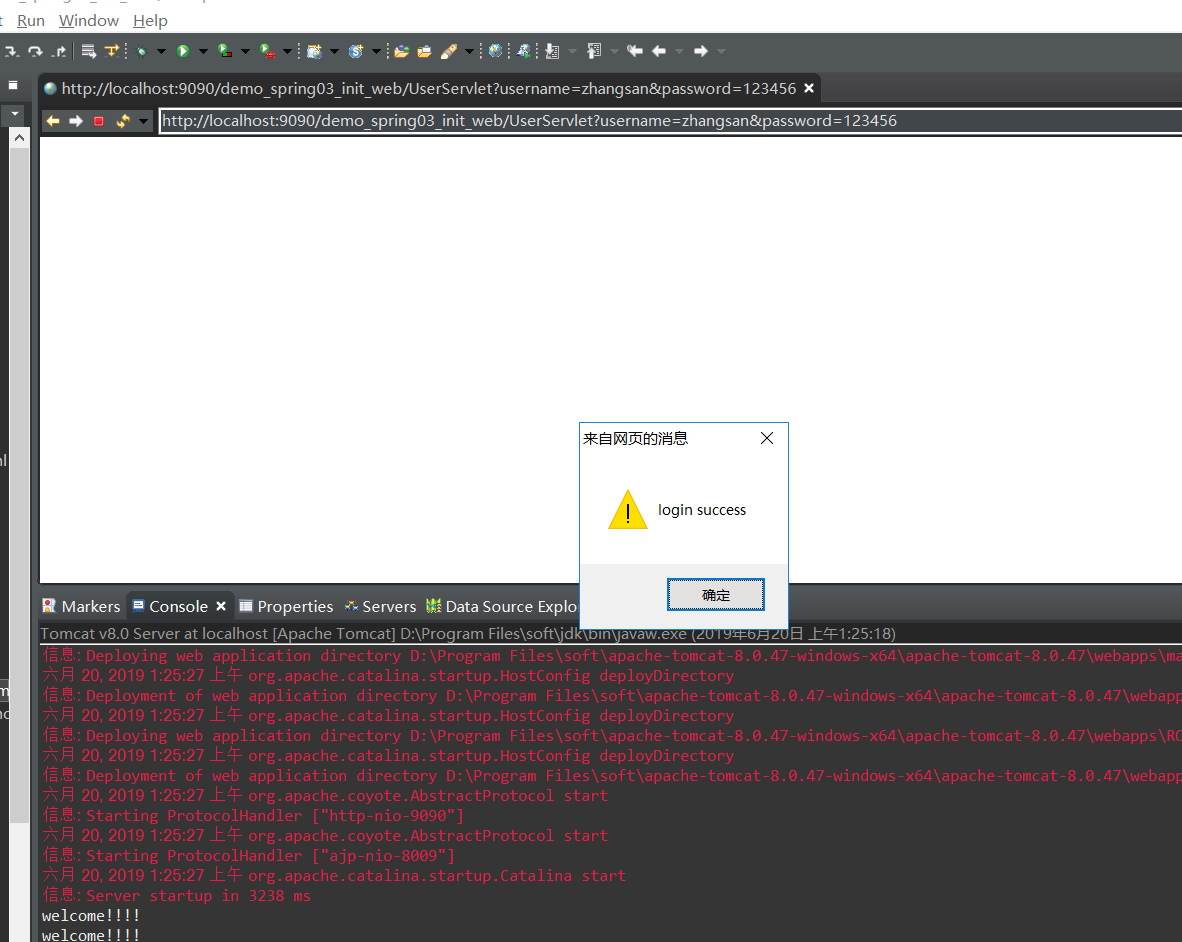 Run Window Help
http://localhost:9090/demo_spring03_init_web/UserServlet?username=zhangsan&password=123456
http://localhost:9090/demo_spring03_init_web/UserServlet?username=zhangsan&password=123456
来自网页的消息
login success
确定
Markers Console Properties Servers Data Source Explo
Tomcat v8.0 Server at localhost [Apache Tomcat] D:\Program Files\soft\jdk\bin\javaw.exe (2019年6月20日 上午1:25:18)
信息: Deploying web application directory D:\Program Files\soft\apache-tomcat-8.0.47-windows-x64\apache-tomcat-8.0.47\webapps\ma
六月 20, 2019 1:25:27 上午 org.apache.catalina.startup.HostConfig deployDirectory
信息: Deployment of web application directory D:\Program Files\soft\apache-tomcat-8.0.47-windows-x64\apache-tomcat-8.0.47\webapp
六月 20, 2019 1:25:27 上午 org.apache.catalina.startup.HostConfig deployDirectory
信息: Deploying web application directory D:\Program Files\soft\apache-tomcat-8.0.47-windows-x64\apache-tomcat-8.0.47\webapps\RO
六月 20, 2019 1:25:27 上午 org.apache.catalina.startup.HostConfig deployDirectory
信息: Deployment of web application directory D:\Program Files\soft\apache-tomcat-8.0.47-windows-x64\apache-tomcat-8.0.47\webapp
六月 20, 2019 1:25:27 上午 org.apache.coyote.AbstractProtocol start
信息: Starting ProtocolHandler ["http-nio-9090"]
六月 20, 2019 1:25:27 上午 org.apache.coyote.AbstractProtocol start
信息: Starting ProtocolHandler ["ajp-nio-8009"]
六月 20, 2019 1:25:27 上午 org.apache.catalina.startup.Catalina start
信息: Server startup in 3238 ms
welcome!!!!
welcome!!!!